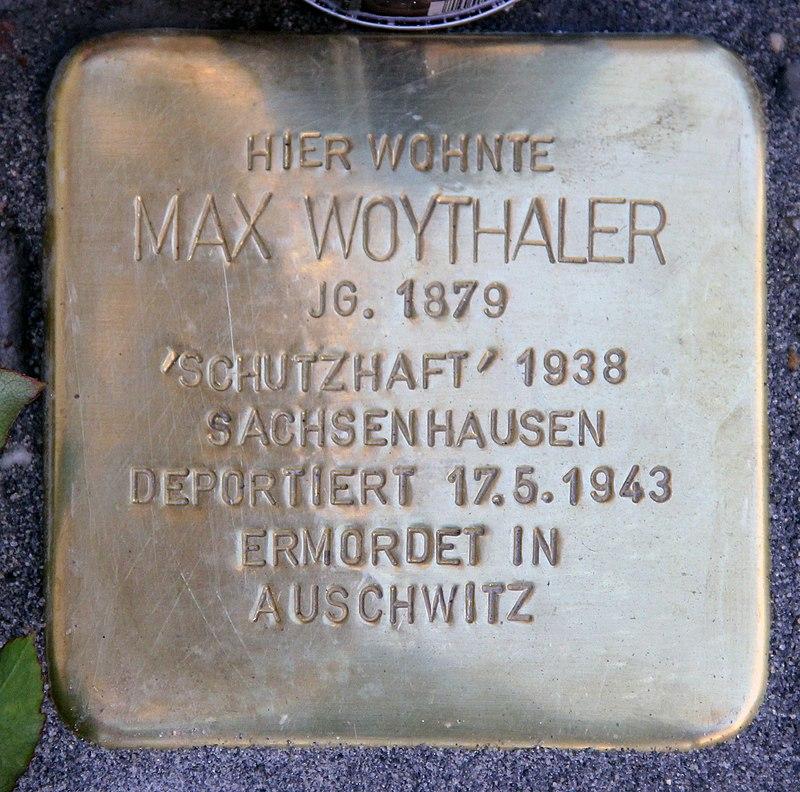 HIER WOHNTE
MAX WOYTHALER
JG. 1879
'SCHUTZHAFT' 1938
SACHSENHAUSEN
DEPORTIERT 17.5.1943
ERMORDET IN
AUSCHWITZ